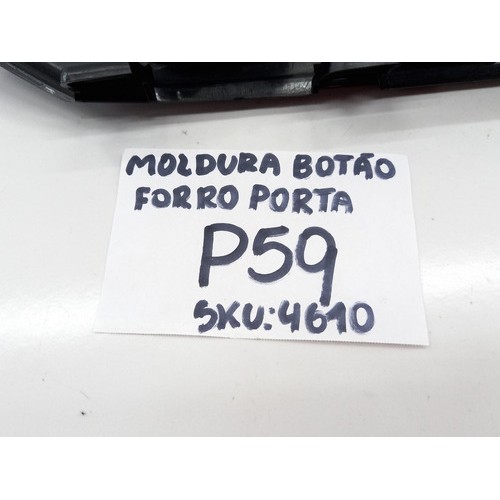 MOLDURA BOTÃO
FORRO PORTA
P59
SKU:4610